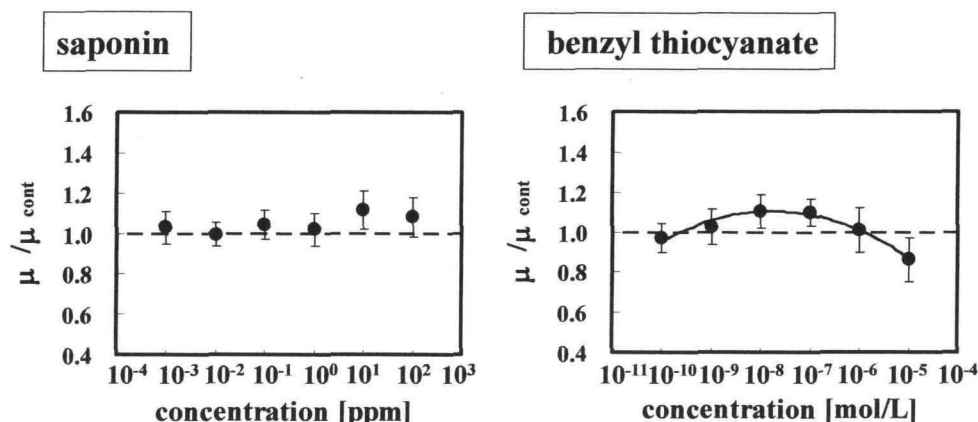 saponin
1.6
1.4
1.2
1.0
0.8
0.6
0.4
μ /μ cont
10-4 10-3 10-2 10-1 100 101 102 103
concentration [ppm]
benzyl thiocyanate
1.6
1.4
1.2
1.0
0.8
0.6
0.4
μ /μ cont
10-11 10-10 10-9 10-8 10-7 10-6 10-5 10-4
concentration [mol/L]